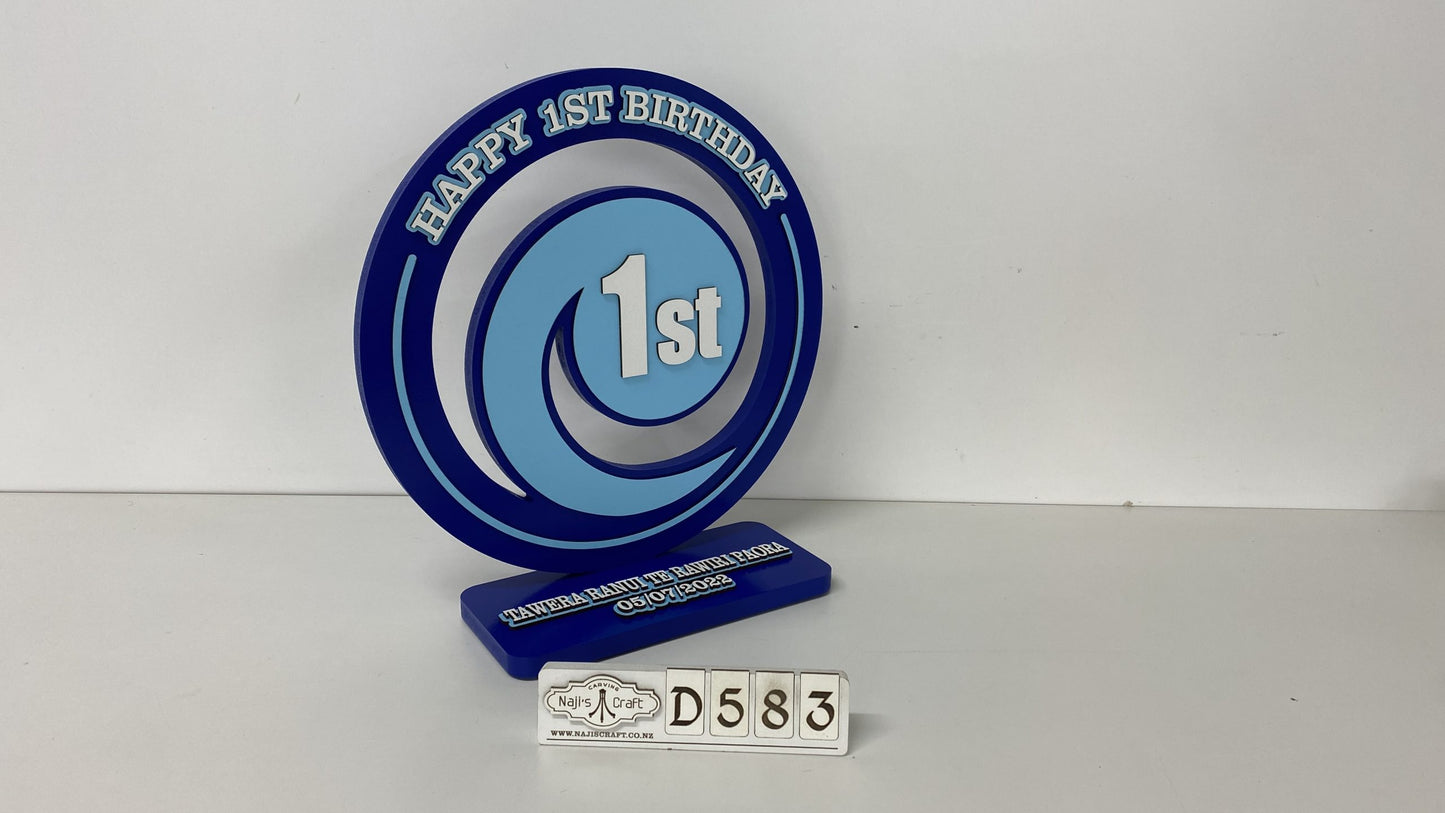 HAPPY 1ST BIRTHDAY
1st
TAWERA RANUI TE RAWIRI PAORA
05/07/2022
CARVING
Naji's Craft
WWW.NAJISCRAFT.CO.NZ
D583